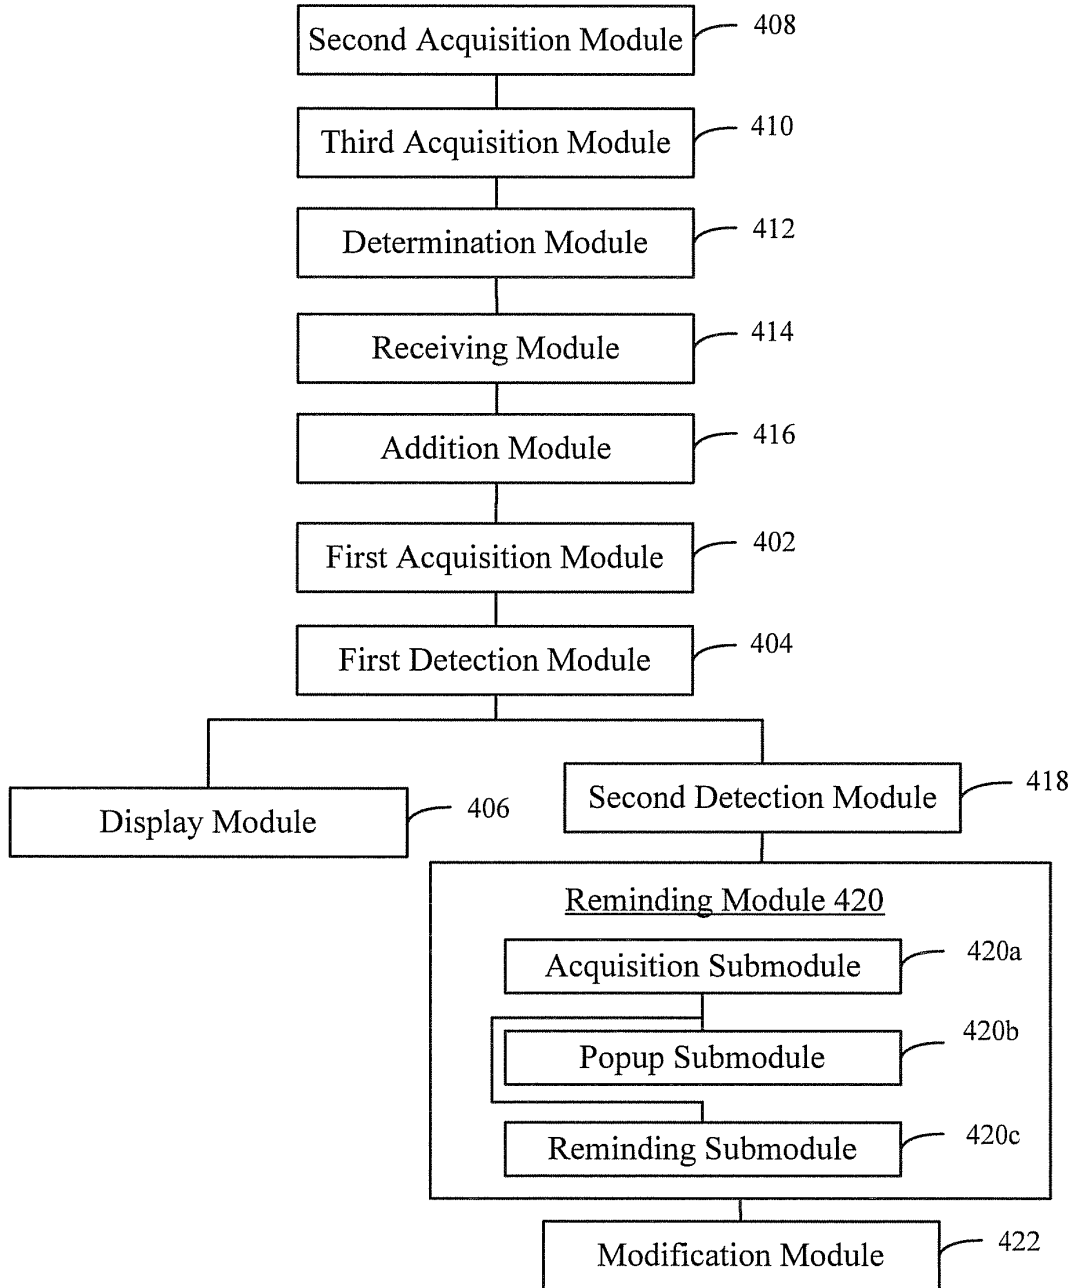 Second Acquisition Module
408
Third Acquisition Module
410
Determination Module
412
Receiving Module
414
Addition Module
416
First Acquisition Module
402
First Detection Module
404
Display Module
406
Second Detection Module
418
Reminding Module 420
Acquisition Submodule
420a
Popup Submodule
420b
Reminding Submodule
420c
Modification Module
422